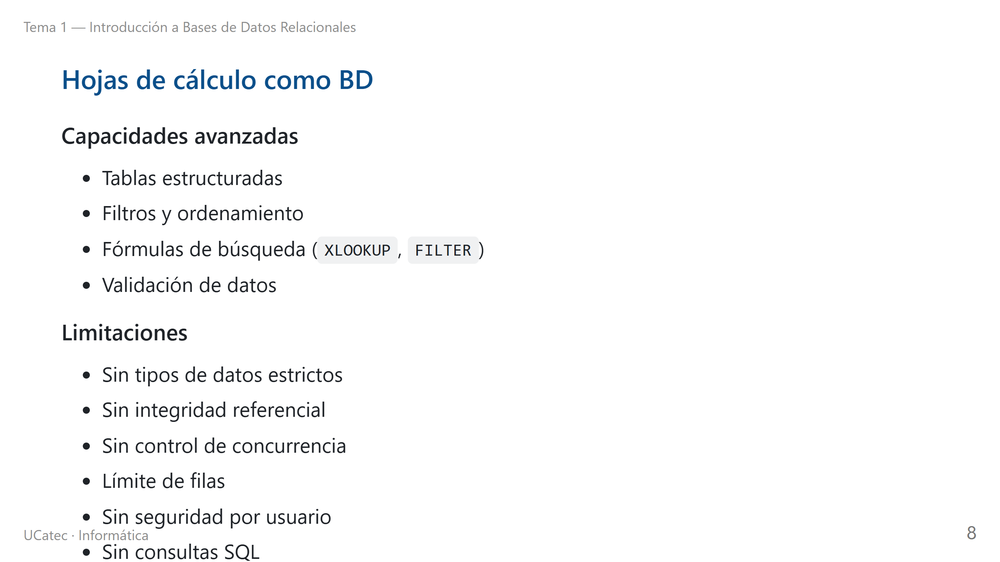 Tema 1 — Introducción a Bases de Datos Relacionales
Hojas de cálculo como BD
Capacidades avanzadas
• Tablas estructuradas
• Filtros y ordenamiento
• Fórmulas de búsqueda (XLOOKUP, FILTER)
• Validación de datos
Limitaciones
• Sin tipos de datos estrictos
• Sin integridad referencial
• Sin control de concurrencia
• Límite de filas
• Sin seguridad por usuario
• Sin consultas SQL
UCatec · Informática
8